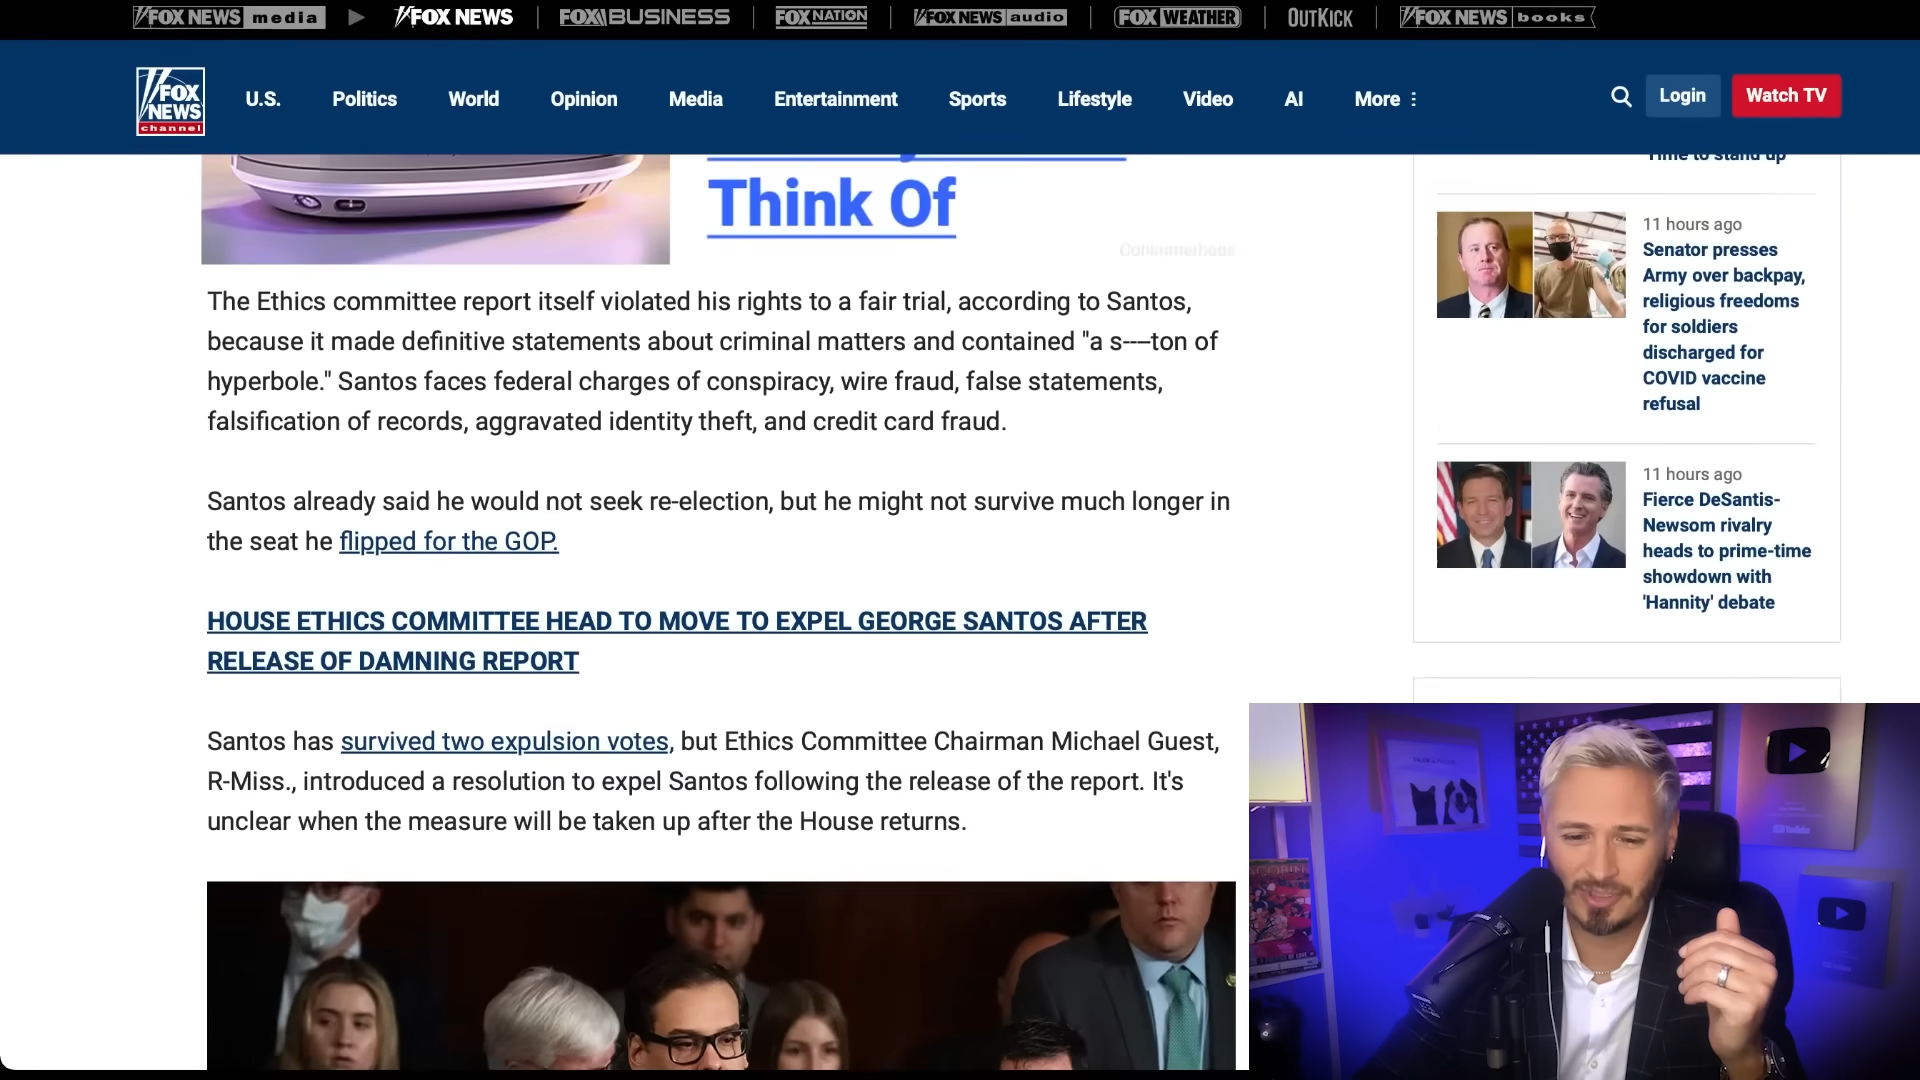 FOX NEWS media
FOX NEWS
FOX BUSINESS
FOX NATION
FOX NEWS audio
FOX WEATHER
OUTKICK
FOX NEWS books
FOX NEWS channel
U.S.
Politics
World
Opinion
Media
Entertainment
Sports
Lifestyle
Video
AI
More
Login
Watch TV
Think Of
The Ethics committee report itself violated his rights to a fair trial, according to Santos,
because it made definitive statements about criminal matters and contained "a s----ton of
hyperbole." Santos faces federal charges of conspiracy, wire fraud, false statements,
falsification of records, aggravated identity theft, and credit card fraud.
Santos already said he would not seek re-election, but he might not survive much longer in
the seat he flipped for the GOP.
HOUSE ETHICS COMMITTEE HEAD TO MOVE TO EXPEL GEORGE SANTOS AFTER
RELEASE OF DAMNING REPORT
Santos has survived two expulsion votes, but Ethics Committee Chairman Michael Guest,
R-Miss., introduced a resolution to expel Santos following the release of the report. It's
unclear when the measure will be taken up after the House returns.
Time to stand up
11 hours ago
Senator presses
Army over backpay,
religious freedoms
for soldiers
discharged for
COVID vaccine
refusal
11 hours ago
Fierce DeSantis-
Newsom rivalry
heads to prime-time
showdown with
'Hannity' debate
YouTube